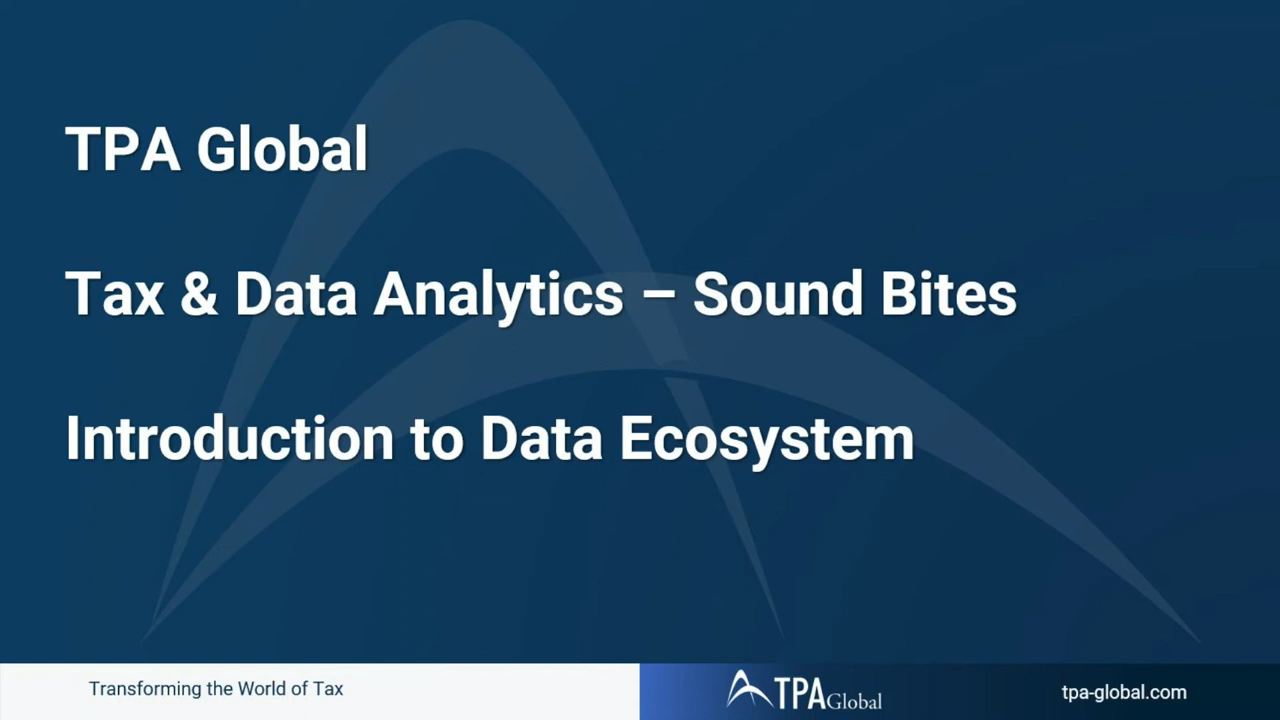 TPA Global
Tax & Data Analytics – Sound Bites
Introduction to Data Ecosystem
Transforming the World of Tax
TPA Global
tpa-global.com